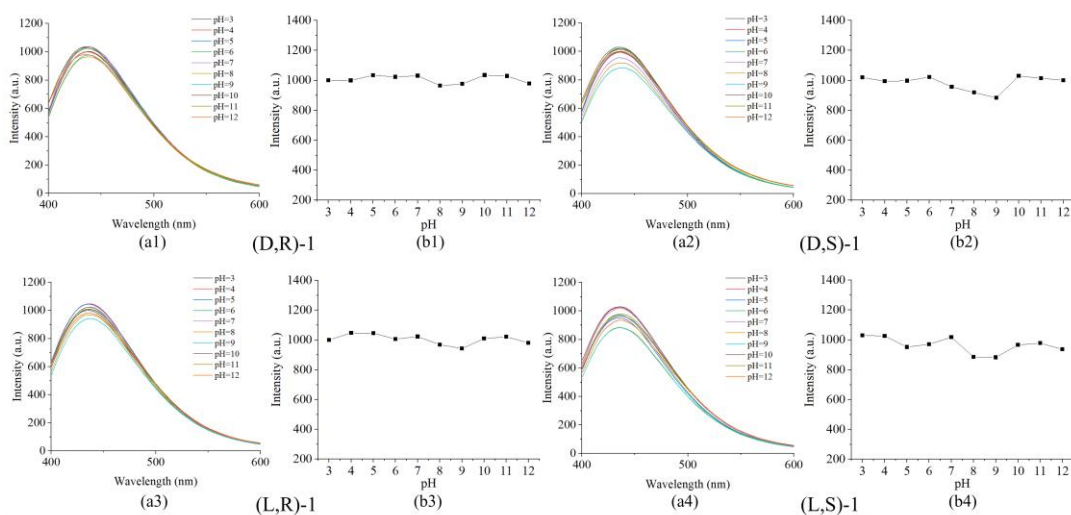 1200
1000
800
600
400
200
0
400
500
600
Intensity (a.u.)
Wavelength (nm)
pH=3
pH=4
pH=5
pH=6
pH=7
pH=8
pH=9
pH=10
pH=11
pH=12
(a1)
1400
1200
1000
800
600
400
200
3 4 5 6 7 8 9 10 11 12
Intensity (a.u.)
pH
(b1)
(D,R)-1
1200
1000
800
600
400
200
0
400
500
600
Intensity (a.u.)
Wavelength (nm)
pH=3
pH=4
pH=5
pH=6
pH=7
pH=8
pH=9
pH=10
pH=11
pH=12
(a2)
1400
1200
1000
800
600
400
200
3 4 5 6 7 8 9 10 11 12
Intensity (a.u.)
pH
(b2)
(D,S)-1
1200
1000
800
600
400
200
0
400
500
600
Intensity (a.u.)
Wavelength (nm)
pH=3
pH=4
pH=5
pH=6
pH=7
pH=8
pH=9
pH=10
pH=11
pH=12
(a3)
1400
1200
1000
800
600
400
200
3 4 5 6 7 8 9 10 11 12
Intensity (a.u.)
pH
(b3)
(L,R)-1
1200
1000
800
600
400
200
0
400
500
600
Intensity (a.u.)
Wavelength (nm)
pH=3
pH=4
pH=5
pH=6
pH=7
pH=8
pH=9
pH=10
pH=11
pH=12
(a4)
1400
1200
1000
800
600
400
200
3 4 5 6 7 8 9 10 11 12
Intensity (a.u.)
pH
(b4)
(L,S)-1